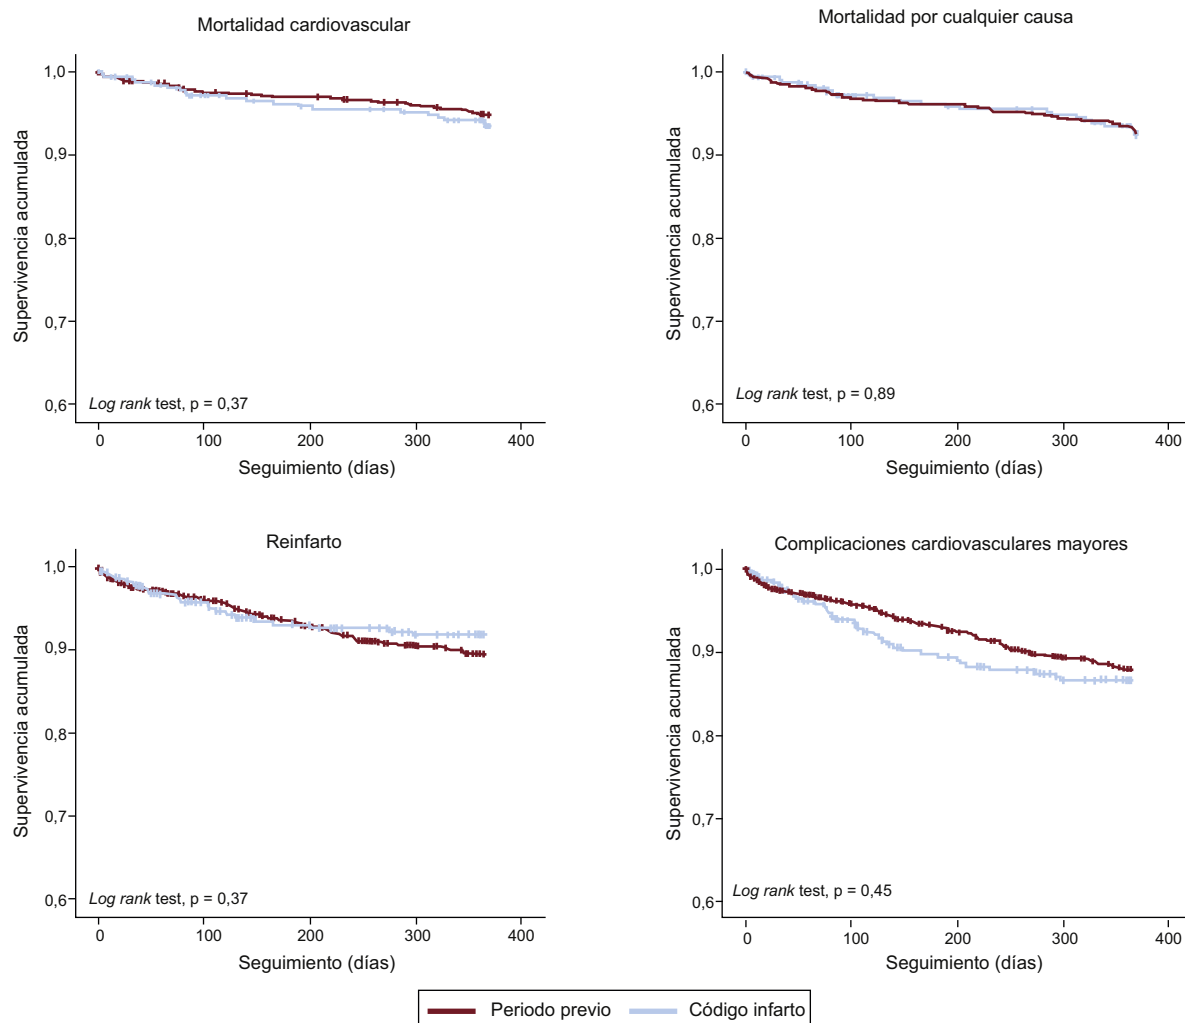 Mortalidad cardiovascular
Supervivencia acumulada
1,0
0,9
0,8
0,7
0,6
Log rank test, p = 0,37
0 100 200 300 400
Seguimiento (días)
Mortalidad por cualquier causa
Supervivencia acumulada
1,0
0,9
0,8
0,7
0,6
Log rank test, p = 0,89
0 100 200 300 400
Seguimiento (días)
Reinfarto
Supervivencia acumulada
1,0
0,9
0,8
0,7
0,6
Log rank test, p = 0,37
0 100 200 300 400
Seguimiento (días)
Complicaciones cardiovasculares mayores
Supervivencia acumulada
1,0
0,9
0,8
0,7
0,6
Log rank test, p = 0,45
0 100 200 300 400
Seguimiento (días)
Periodo previo Código infarto